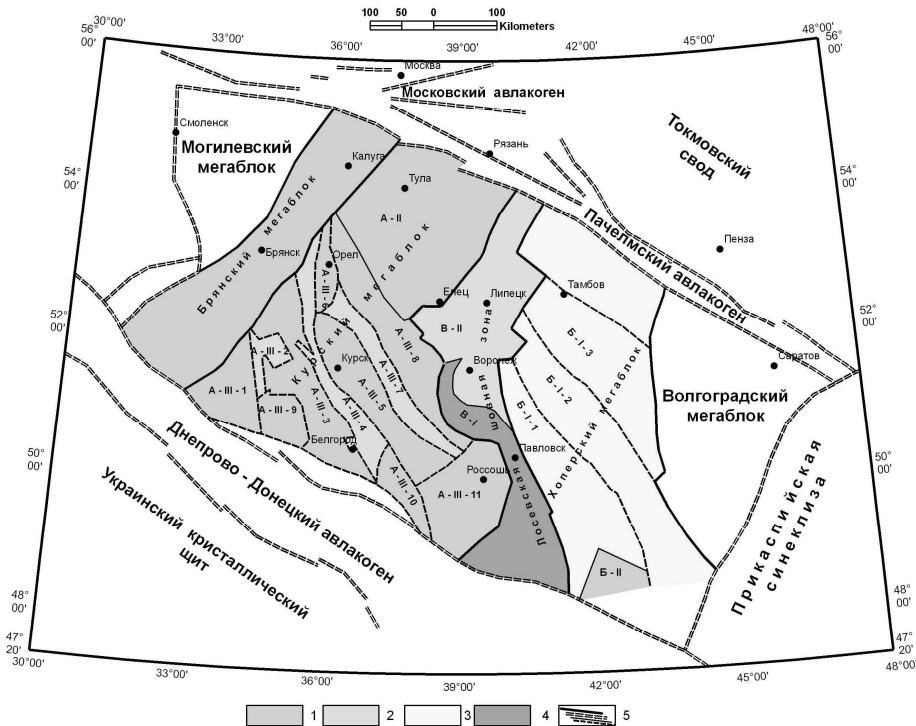 100 50 0 100
Kilometers
30°00'
33°00'
36°00'
39°00'
42°00'
45°00'
48°00'
56°
00'
56°
00'
Москва
Московский авлакоген
Смоленск
Могилевский
мегаблок
Калуга
Рязань
Токмовский
свод
54°
00'
54°
00'
Тула
А - II
Брянский мегаблок
Пачелмский авлакоген
Пенза
Брянск
Орел
Курский мегаблок
Елец
Липецк
Тамбов
52°
00'
52°
00'
В - II
Б - I - 3
Саратов
А - III - 8
А - III - 2
Курск
Воронеж
Б - I - 2
Волгоградский
мегаблок
А - III - 1
А - III - 7
А - III - 5
А - III - 9
А - III - 3
А - III - 4
В - I
Б - I - 1
Хоперский мегаблок
Белгород
Павловск
Лосевская шовная зона
50°
00'
50°
00'
Днепрово - Донецкий авлакоген
Россошь
А - III - 10
А - III - 11
Украинский кристаллический
щит
Прикаспийская
синеклиза
Б - II
48°
00'
48°
00'
47°
20'
47°
20'
30°00'
33°00'
36°00'
39°00'
42°00'
45°00'
48°00'
1 2 3 4 5